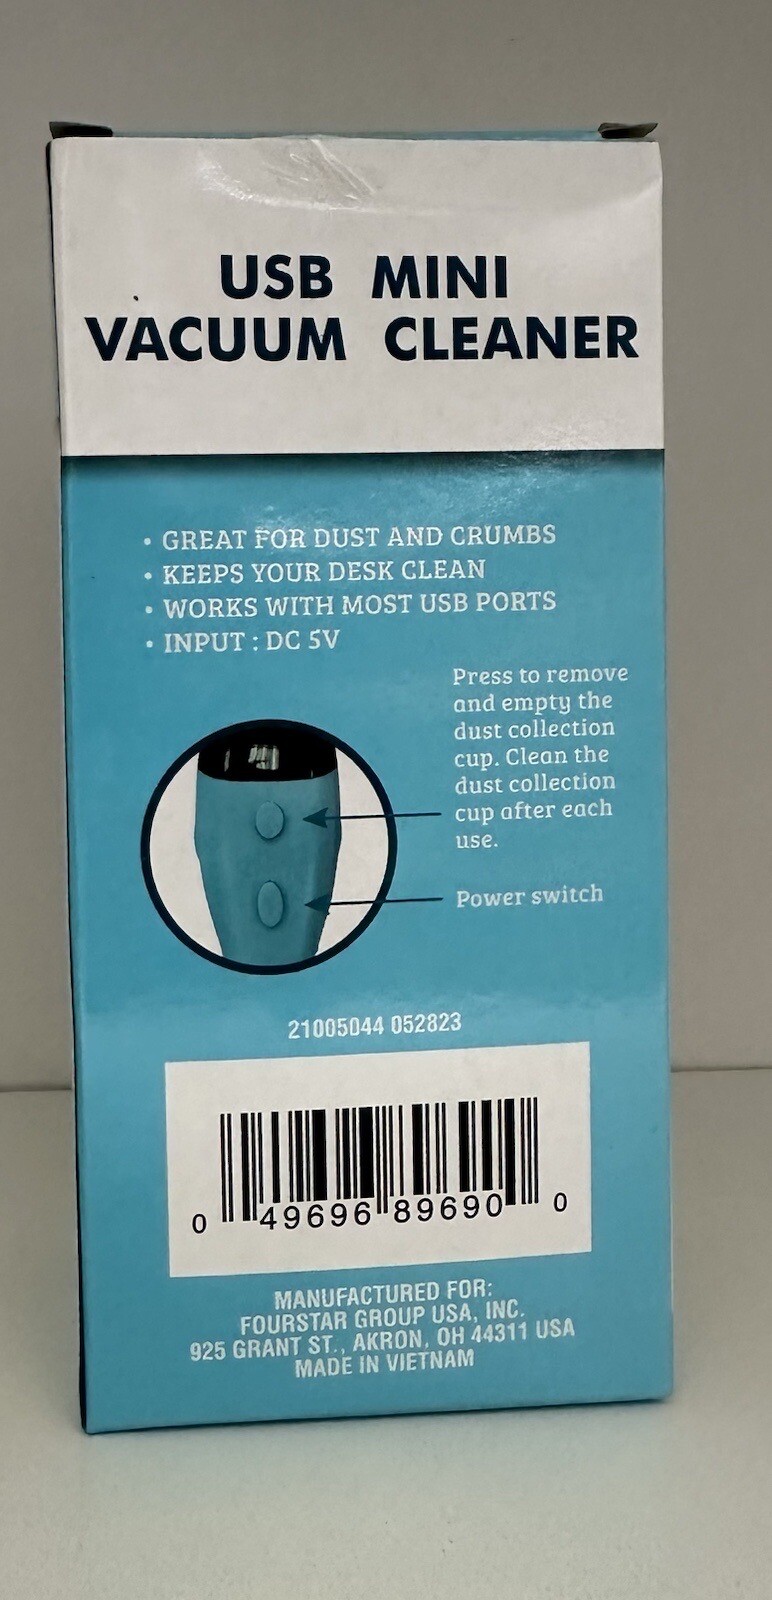 USB MINI
VACUUM CLEANER
• GREAT FOR DUST AND CRUMBS
• KEEPS YOUR DESK CLEAN
• WORKS WITH MOST USB PORTS
• INPUT : DC 5V
Press to remove
and empty the
dust collection
cup. Clean the
dust collection
cup after each
use.
Power switch
21005044 052823
0 49696 89690 0
MANUFACTURED FOR:
FOURSTAR GROUP USA, INC.
925 GRANT ST., AKRON, OH 44311 USA
MADE IN VIETNAM